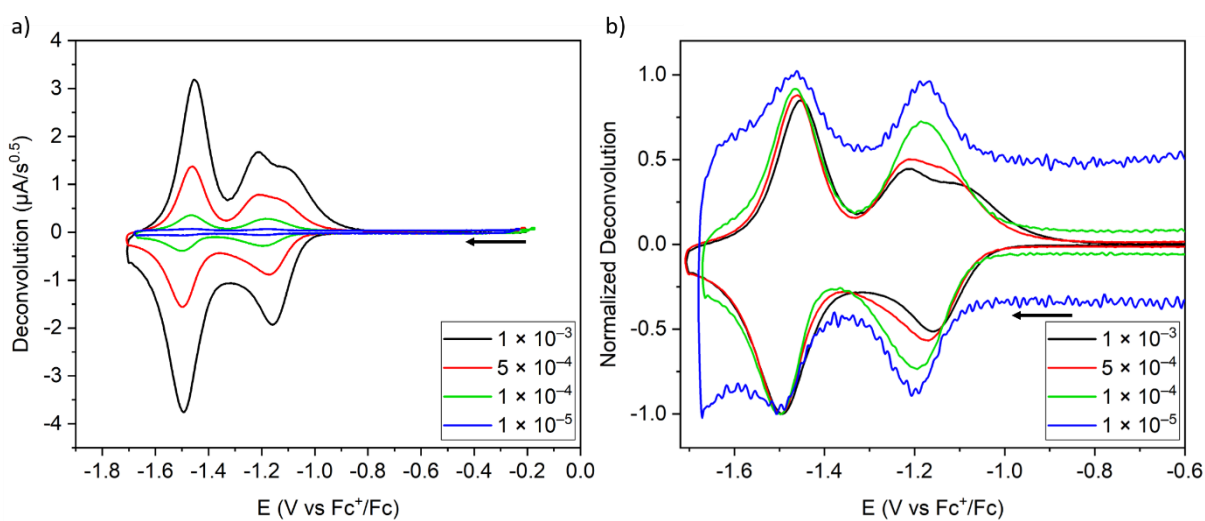 a)
Deconvolution (μA/s^0.5)
4
3
2
1
0
-1
-2
-3
-4
-1.8 -1.6 -1.4 -1.2 -1.0 -0.8 -0.6 -0.4 -0.2 0.0
E (V vs Fc⁺/Fc)
1 × 10⁻³
5 × 10⁻⁴
1 × 10⁻⁴
1 × 10⁻⁵
b)
Normalized Deconvolution
1.0
0.5
0.0
-0.5
-1.0
-1.6 -1.4 -1.2 -1.0 -0.8 -0.6
E (V vs Fc⁺/Fc)
1 × 10⁻³
5 × 10⁻⁴
1 × 10⁻⁴
1 × 10⁻⁵